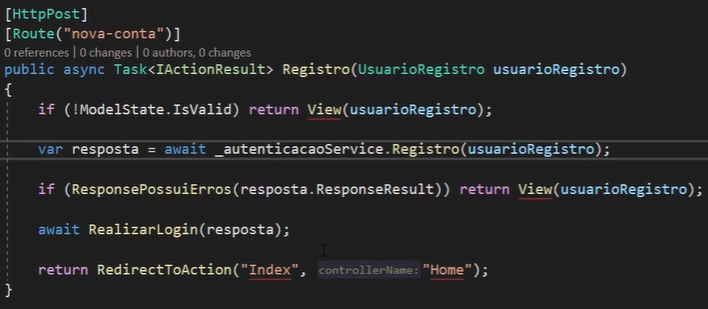 [HttpPost]
[Route("nova-conta")]
0 references | 0 changes | 0 authors, 0 changes
public async Task<IActionResult> Registro(UsuarioRegistro usuarioRegistro)
{
if (!ModelState.IsValid) return View(usuarioRegistro);
var resposta = await _autenticacaoService.Registro(usuarioRegistro);
if (ResponsePossuiErros(resposta.ResponseResult)) return View(usuarioRegistro);
await RealizarLogin(resposta);
return RedirectToAction("Index", controllerName: "Home");
}